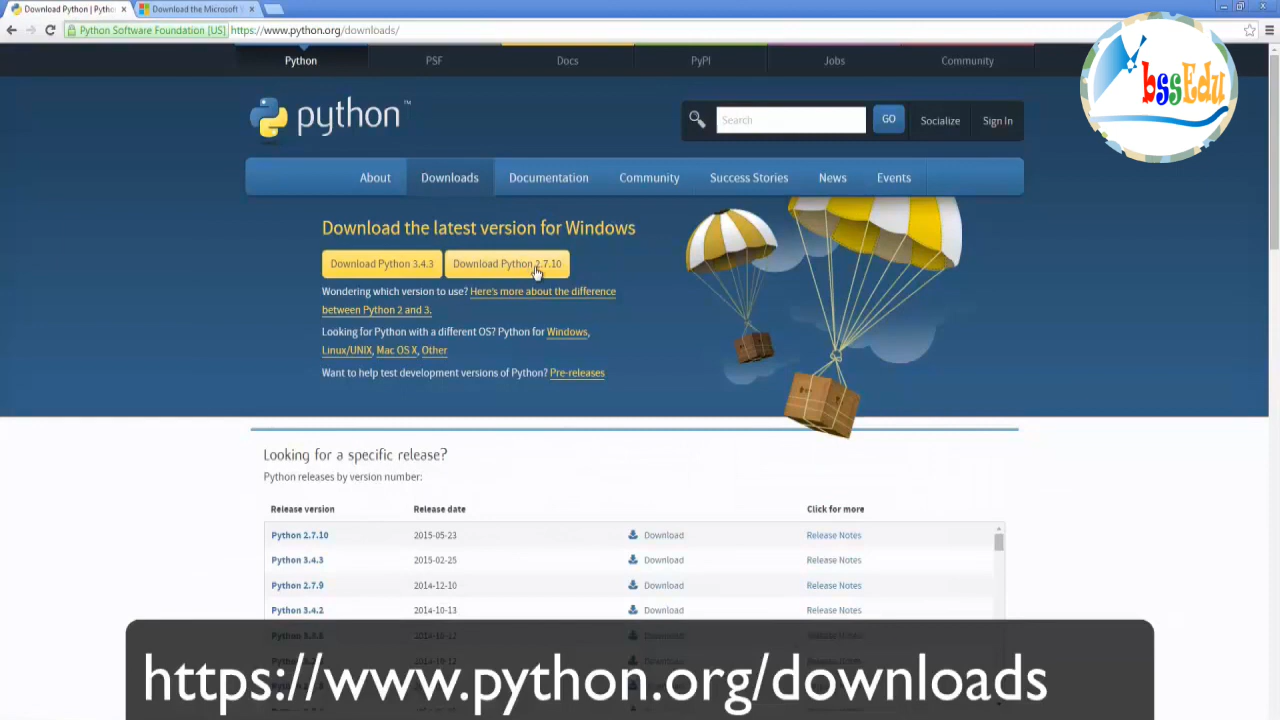 Download Python | Pytho
Download the Microsoft V
Python Software Foundation [US]
https://www.python.org/downloads/
Python
PSF
Docs
PyPI
Jobs
Community
bssEdu
python™
Search
GO
Socialize
Sign In
About
Downloads
Documentation
Community
Success Stories
News
Events
Download the latest version for Windows
Download Python 3.4.3
Download Python 2.7.10
Wondering which version to use? Here's more about the difference
between Python 2 and 3.
Looking for Python with a different OS? Python for Windows,
Linux/UNIX, Mac OS X, Other
Want to help test development versions of Python? Pre-releases
Looking for a specific release?
Python releases by version number:
Release version Release date Click for more
Python 2.7.10 2015-05-23 Download Release Notes
Python 3.4.3 2015-02-25 Download Release Notes
Python 2.7.9 2014-12-10 Download Release Notes
Python 3.4.2 2014-10-13 Download Release Notes
https://www.python.org/downloads